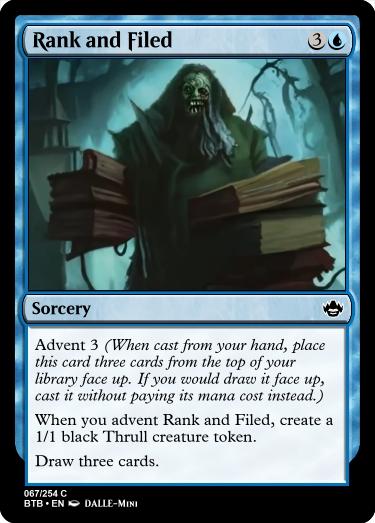 Rank and Filed 3
Sorcery
Advent 3 (When cast from your hand, place
this card three cards from the top of your
library face up. If you would draw it face up,
cast it without paying its mana cost instead.)
When you advent Rank and Filed, create a
1/1 black Thrull creature token.
Draw three cards.
067/254 C
BTB • EN DALLE-Mini